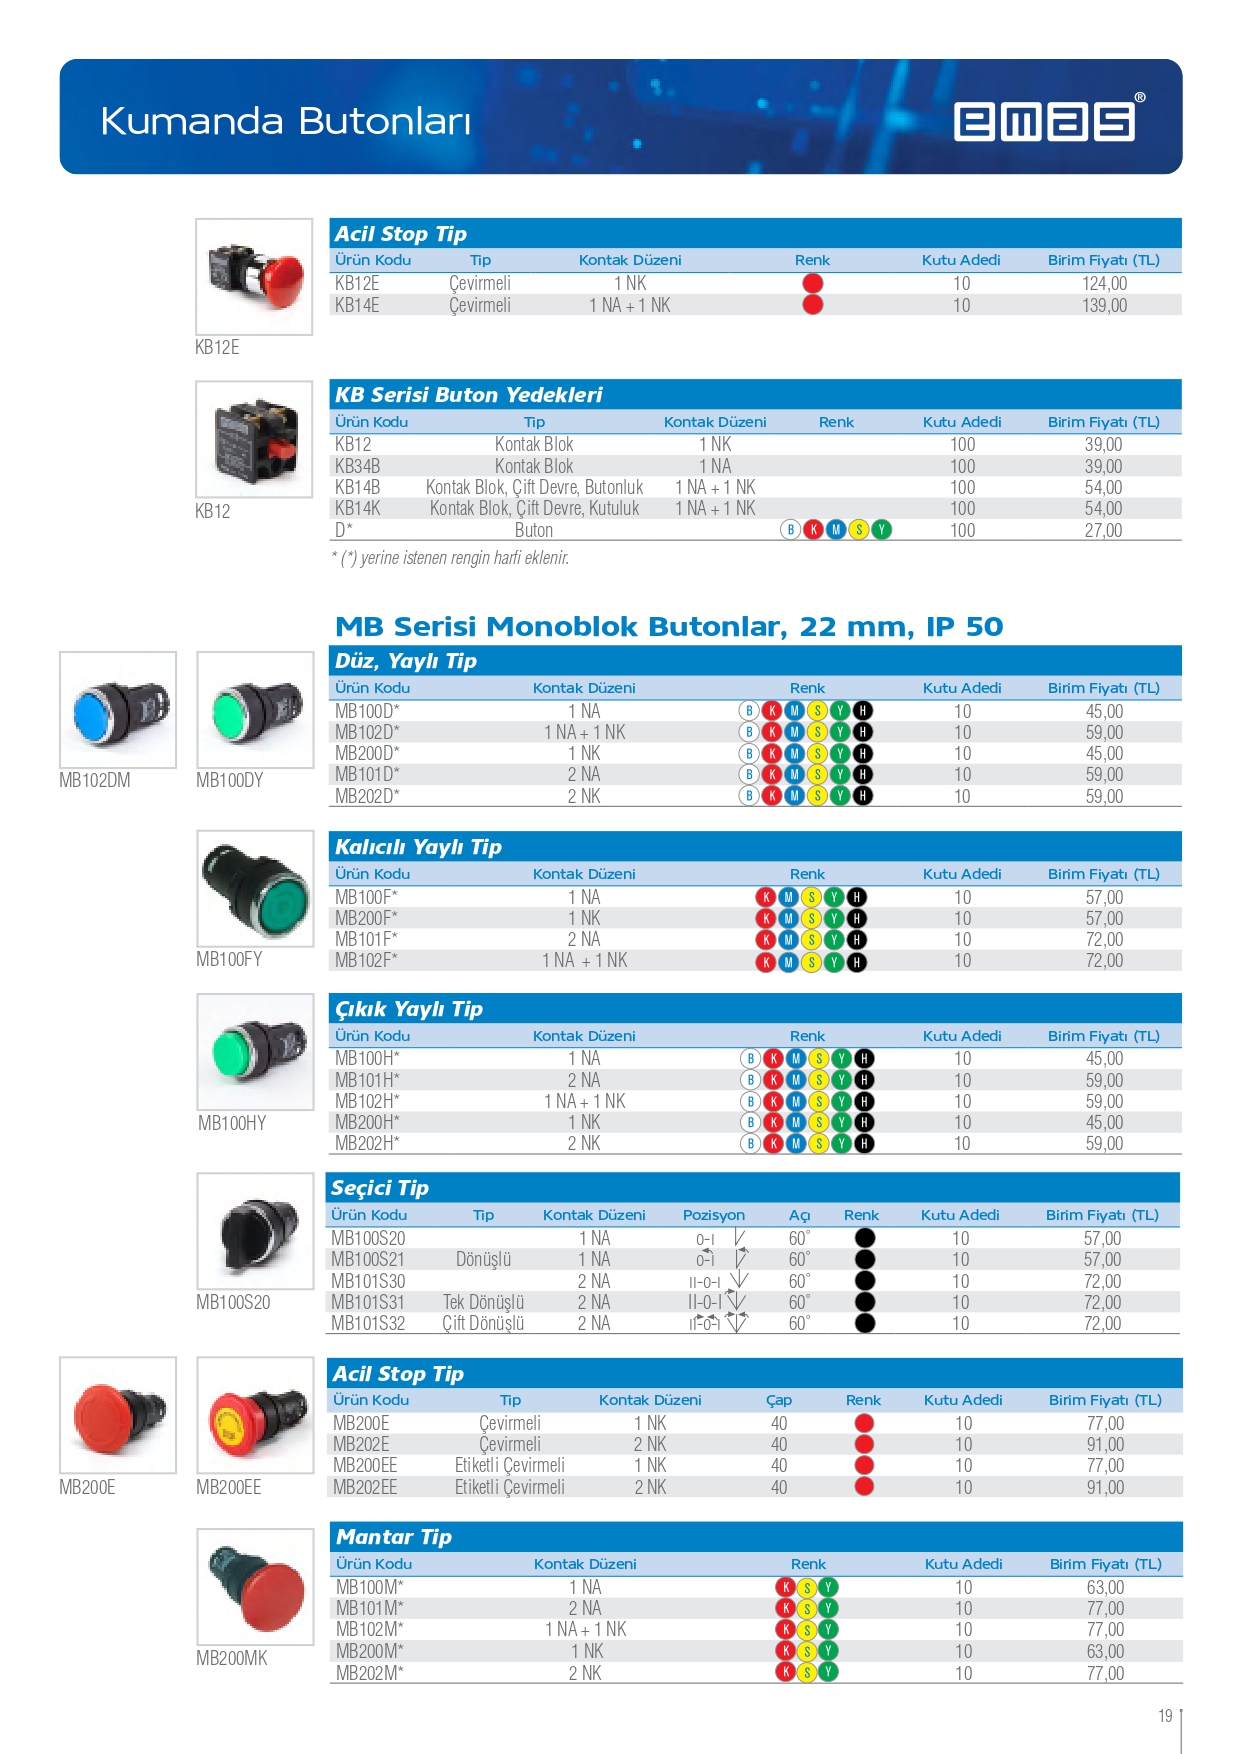 Kumanda Butonları
emas®
Acil Stop Tip
Ürün Kodu Tip Kontak Düzeni Renk Kutu Adedi Birim Fiyatı (TL)
KB12E Çevirmeli 1 NK 10 124,00
KB14E Çevirmeli 1 NA + 1 NK 10 139,00
KB12E
KB Serisi Buton Yedekleri
Ürün Kodu Tip Kontak Düzeni Renk Kutu Adedi Birim Fiyatı (TL)
KB12 Kontak Blok 1 NK 100 39,00
KB34B Kontak Blok 1 NA 100 39,00
KB14B Kontak Blok, Çift Devre, Butonluk 1 NA + 1 NK 100 54,00
KB14K Kontak Blok, Çift Devre, Kutuluk 1 NA + 1 NK 100 54,00
D* Buton B K M S Y 100 27,00
KB12
* (*) yerine istenen rengin harfi eklenir.
MB Serisi Monoblok Butonlar, 22 mm, IP 50
Düz, Yaylı Tip
Ürün Kodu Kontak Düzeni Renk Kutu Adedi Birim Fiyatı (TL)
MB100D* 1 NA B K M S Y H 10 45,00
MB102D* 1 NA + 1 NK B K M S Y H 10 59,00
MB200D* 1 NK B K M S Y H 10 45,00
MB101D* 2 NA B K M S Y H 10 59,00
MB202D* 2 NK B K M S Y H 10 59,00
MB102DM MB100DY
Kalıcılı Yaylı Tip
Ürün Kodu Kontak Düzeni Renk Kutu Adedi Birim Fiyatı (TL)
MB100F* 1 NA K M S Y H 10 57,00
MB200F* 1 NK K M S Y H 10 57,00
MB101F* 2 NA K M S Y H 10 72,00
MB102F* 1 NA + 1 NK K M S Y H 10 72,00
MB100FY
Çıkık Yaylı Tip
Ürün Kodu Kontak Düzeni Renk Kutu Adedi Birim Fiyatı (TL)
MB100H* 1 NA B K M S Y H 10 45,00
MB101H* 2 NA B K M S Y H 10 59,00
MB102H* 1 NA + 1 NK B K M S Y H 10 59,00
MB200H* 1 NK B K M S Y H 10 45,00
MB202H* 2 NK B K M S Y H 10 59,00
MB100HY
Seçici Tip
Ürün Kodu Tip Kontak Düzeni Pozisyon Açı Renk Kutu Adedi Birim Fiyatı (TL)
MB100S20 1 NA 0-I 60° 10 57,00
MB100S21 Dönüşlü 1 NA 0-I 60° 10 57,00
MB101S30 2 NA II-0-I 60° 10 72,00
MB101S31 Tek Dönüşlü 2 NA II-0-I 60° 10 72,00
MB101S32 Çift Dönüşlü 2 NA II-0-I 60° 10 72,00
MB100S20
Acil Stop Tip
Ürün Kodu Tip Kontak Düzeni Çap Renk Kutu Adedi Birim Fiyatı (TL)
MB200E Çevirmeli 1 NK 40 10 77,00
MB202E Çevirmeli 2 NK 40 10 91,00
MB200EE Etiketli Çevirmeli 1 NK 40 10 77,00
MB202EE Etiketli Çevirmeli 2 NK 40 10 91,00
MB200E MB200EE
Mantar Tip
Ürün Kodu Kontak Düzeni Renk Kutu Adedi Birim Fiyatı (TL)
MB100M* 1 NA K S Y 10 63,00
MB101M* 2 NA K S Y 10 77,00
MB102M* 1 NA + 1 NK K S Y 10 77,00
MB200M* 1 NK K S Y 10 63,00
MB202M* 2 NK K S Y 10 77,00
MB200MK
19